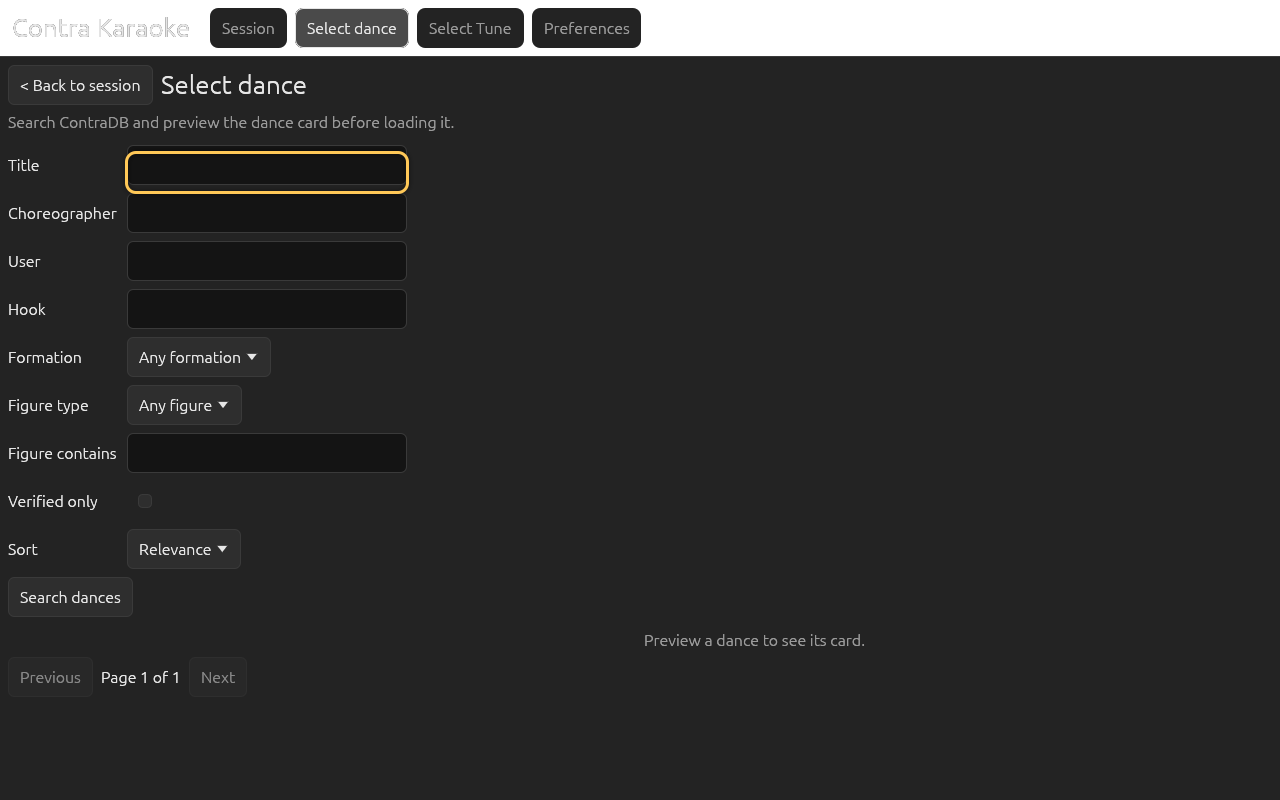 Contra Karaoke Session Select dance Select Tune Preferences
< Back to session Select dance
Search ContraDB and preview the dance card before loading it.
Title
Choreographer
User
Hook
Formation Any formation
Figure type Any figure
Figure contains
Verified only
Sort Relevance
Search dances
Preview a dance to see its card.
Previous Page 1 of 1 Next